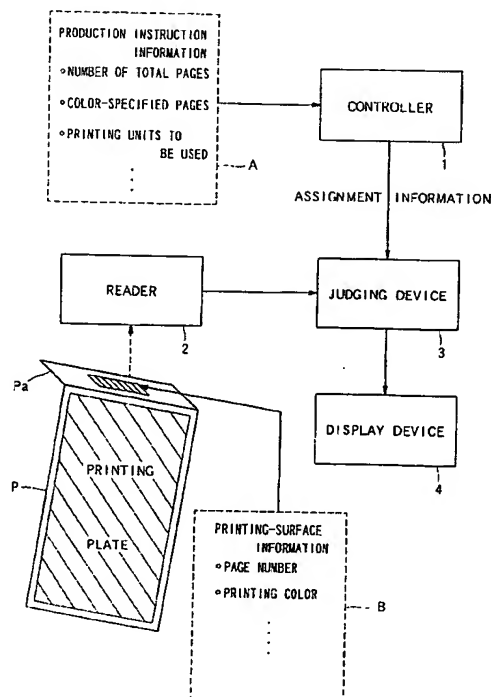 PRODUCTION INSTRUCTION
INFORMATION
∘NUMBER OF TOTAL PAGES
∘COLOR-SPECIFIED PAGES
∘PRINTING UNITS TO
BE USED
A
CONTROLLER
1
ASSIGNMENT INFORMATION
READER
2
JUDGING DEVICE
3
Pa
DISPLAY DEVICE
4
P
PRINTING
PLATE
PRINTING-SURFACE
INFORMATION
∘PAGE NUMBER
∘PRINTING COLOR
B